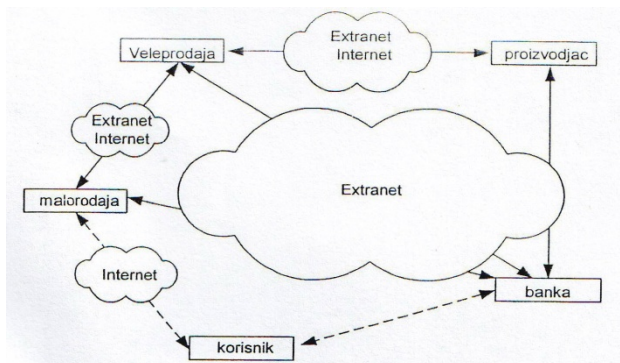 Extranet
Internet
Veleprodaja
proizvodjac
Extranet
Internet
Extranet
malorodaja
Internet
banka
korisnik